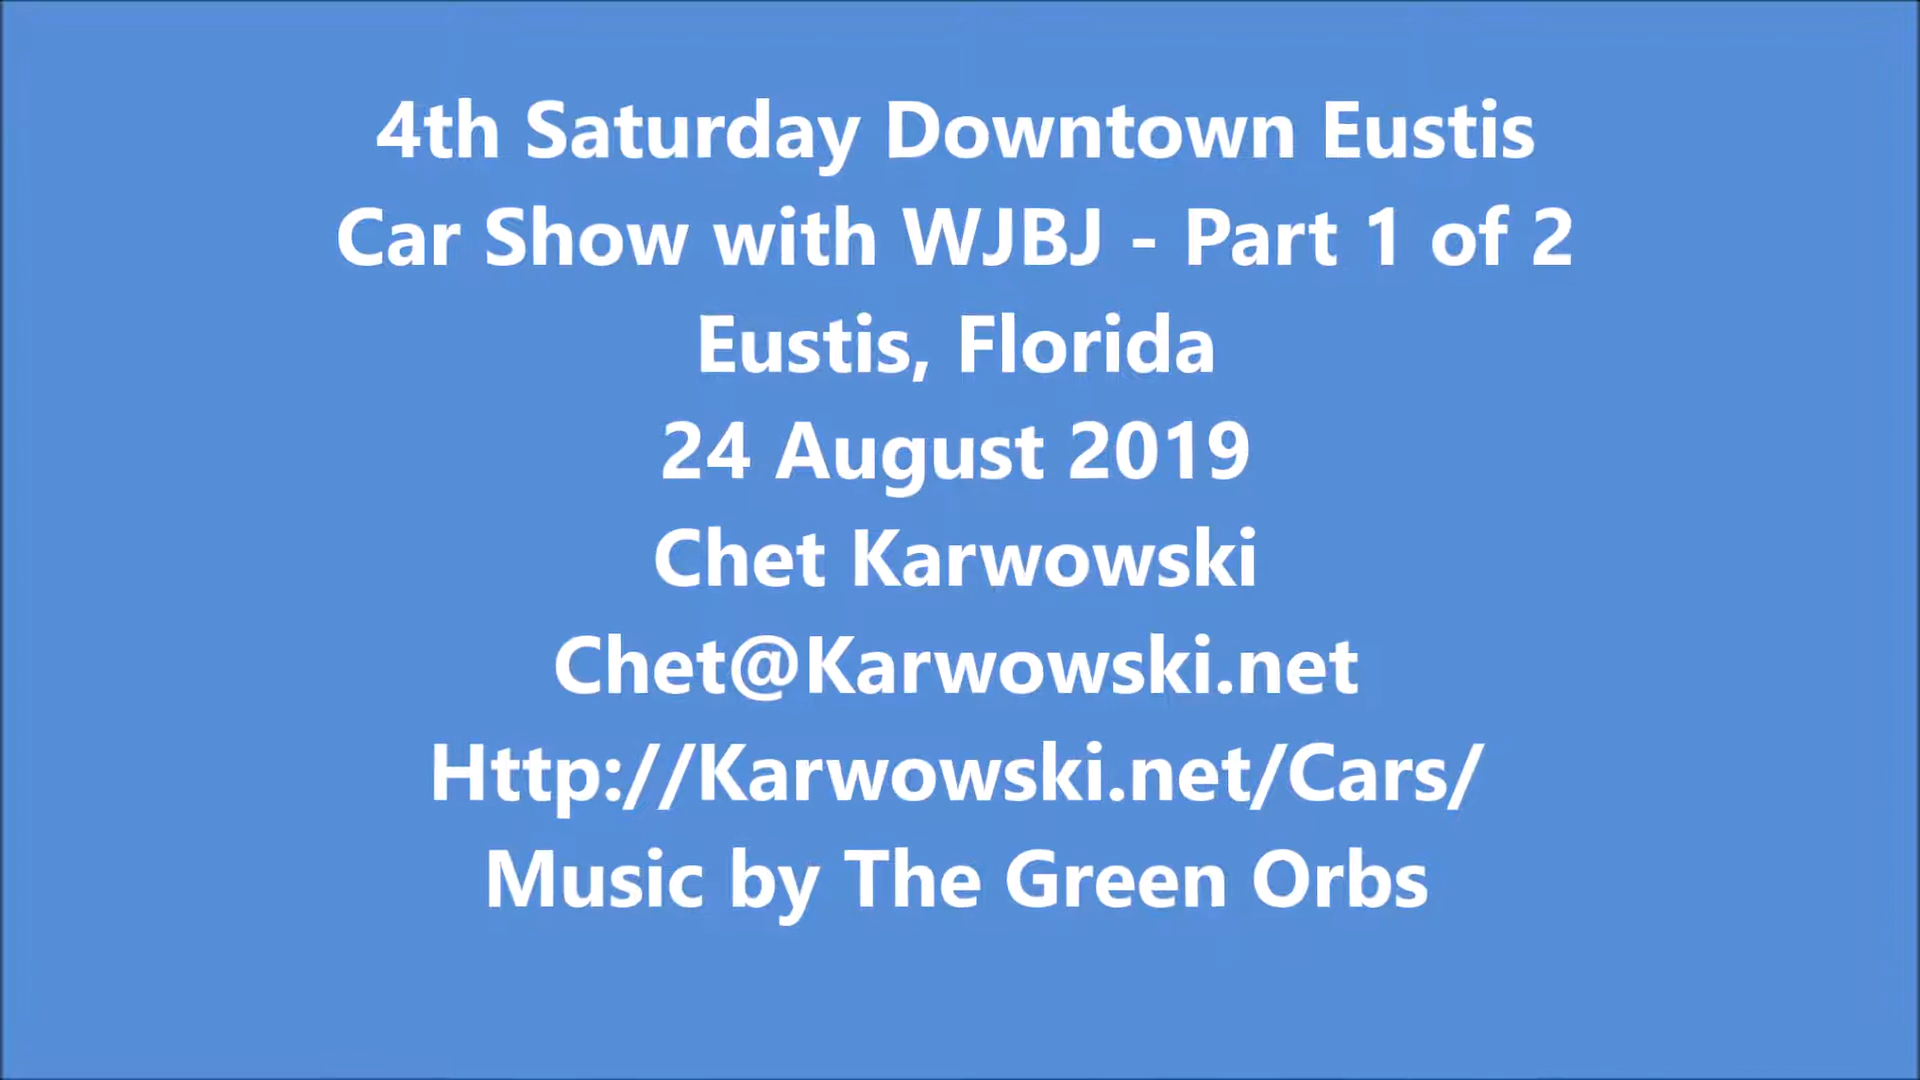 4th Saturday Downtown Eustis
Car Show with WJBJ - Part 1 of 2
Eustis, Florida
24 August 2019
Chet Karwowski
Chet@Karwowski.net
Http://Karwowski.net/Cars/
Music by The Green Orbs